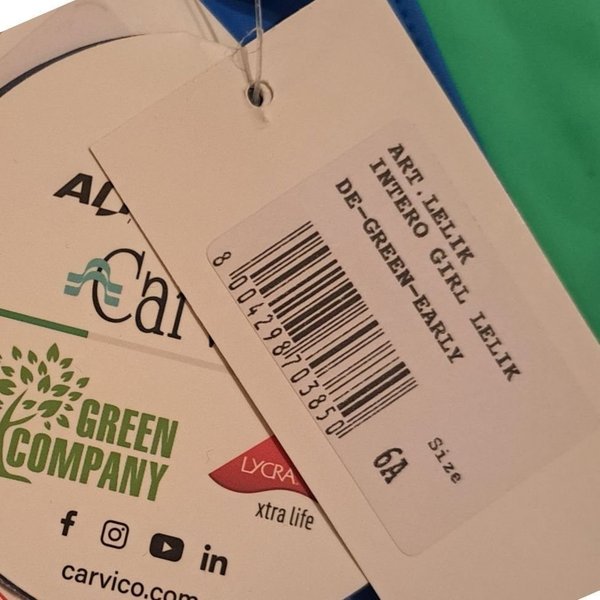 ART.LELIK
INTERO GIRL LELIK
DE-GREEN-EARLY
8 004298 703850
Size
6A
Carv
GREEN
COMPANY
LYCRA
xtra life
carvico.com